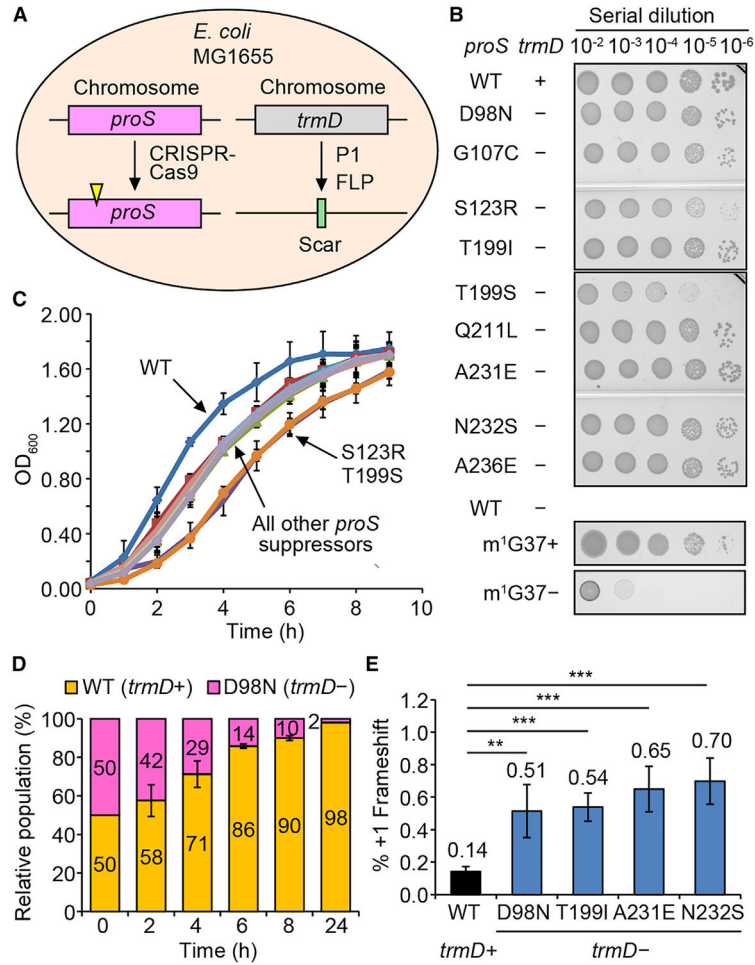 A
E. coli
MG1655
Chromosome
Chromosome
proS
trmD
CRISPR-
Cas9
P1
FLP
proS
Scar
B
Serial dilution
proS trmD 10⁻² 10⁻³ 10⁻⁴ 10⁻⁵ 10⁻⁶
WT +
D98N −
G107C −
S123R −
T199I −
T199S −
Q211L −
A231E −
N232S −
A236E −
WT −
m¹G37+
m¹G37−
C
OD₆₀₀
2.00
1.60
1.20
0.80
0.40
0.00
WT
S123R
T199S
All other proS
suppressors
0 2 4 6 8 10
Time (h)
D
WT (trmD+) D98N (trmD−)
Relative population (%)
100
80
60
40
20
0
50 42 29 14 10 2
50 58 71 86 90 98
0 2 4 6 8 24
Time (h)
E
% +1 Frameshift
1.2
1.0
0.8
0.6
0.4
0.2
0.0
***
***
***
**
0.14 0.51 0.54 0.65 0.70
WT D98N T199I A231E N232S
trmD+ trmD−